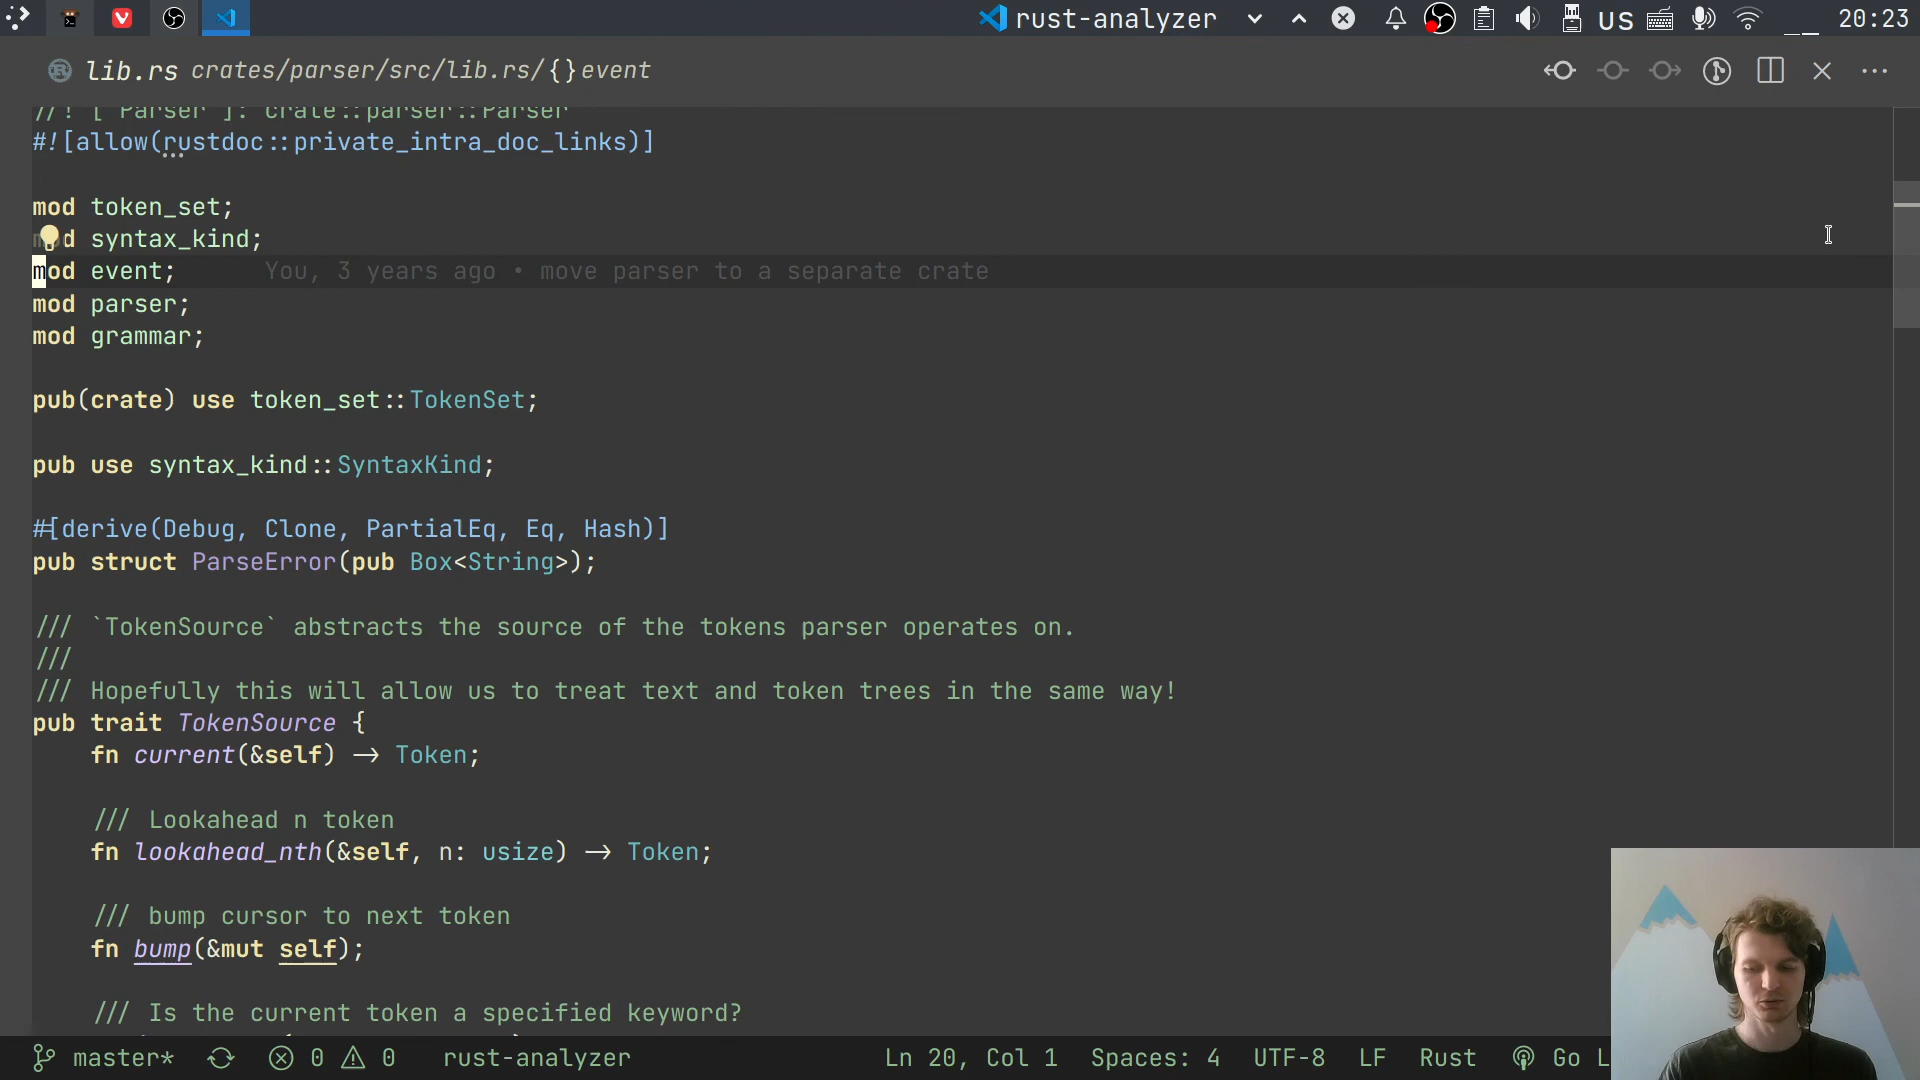 rust-analyzer
US
20:23
lib.rs crates/parser/src/lib.rs/{}event
//! [`Parser`]: crate::parser::Parser
#![allow(rustdoc::private_intra_doc_links)]
mod token_set;
mod syntax_kind;
mod event; You, 3 years ago • move parser to a separate crate
mod parser;
mod grammar;
pub(crate) use token_set::TokenSet;
pub use syntax_kind::SyntaxKind;
#[derive(Debug, Clone, PartialEq, Eq, Hash)]
pub struct ParseError(pub Box<String>);
/// `TokenSource` abstracts the source of the tokens parser operates on.
///
/// Hopefully this will allow us to treat text and token trees in the same way!
pub trait TokenSource {
fn current(&self) -> Token;
/// Lookahead n token
fn lookahead_nth(&self, n: usize) -> Token;
/// bump cursor to next token
fn bump(&mut self);
/// Is the current token a specified keyword?
master* 0 0 rust-analyzer Ln 20, Col 1 Spaces: 4 UTF-8 LF Rust Go L